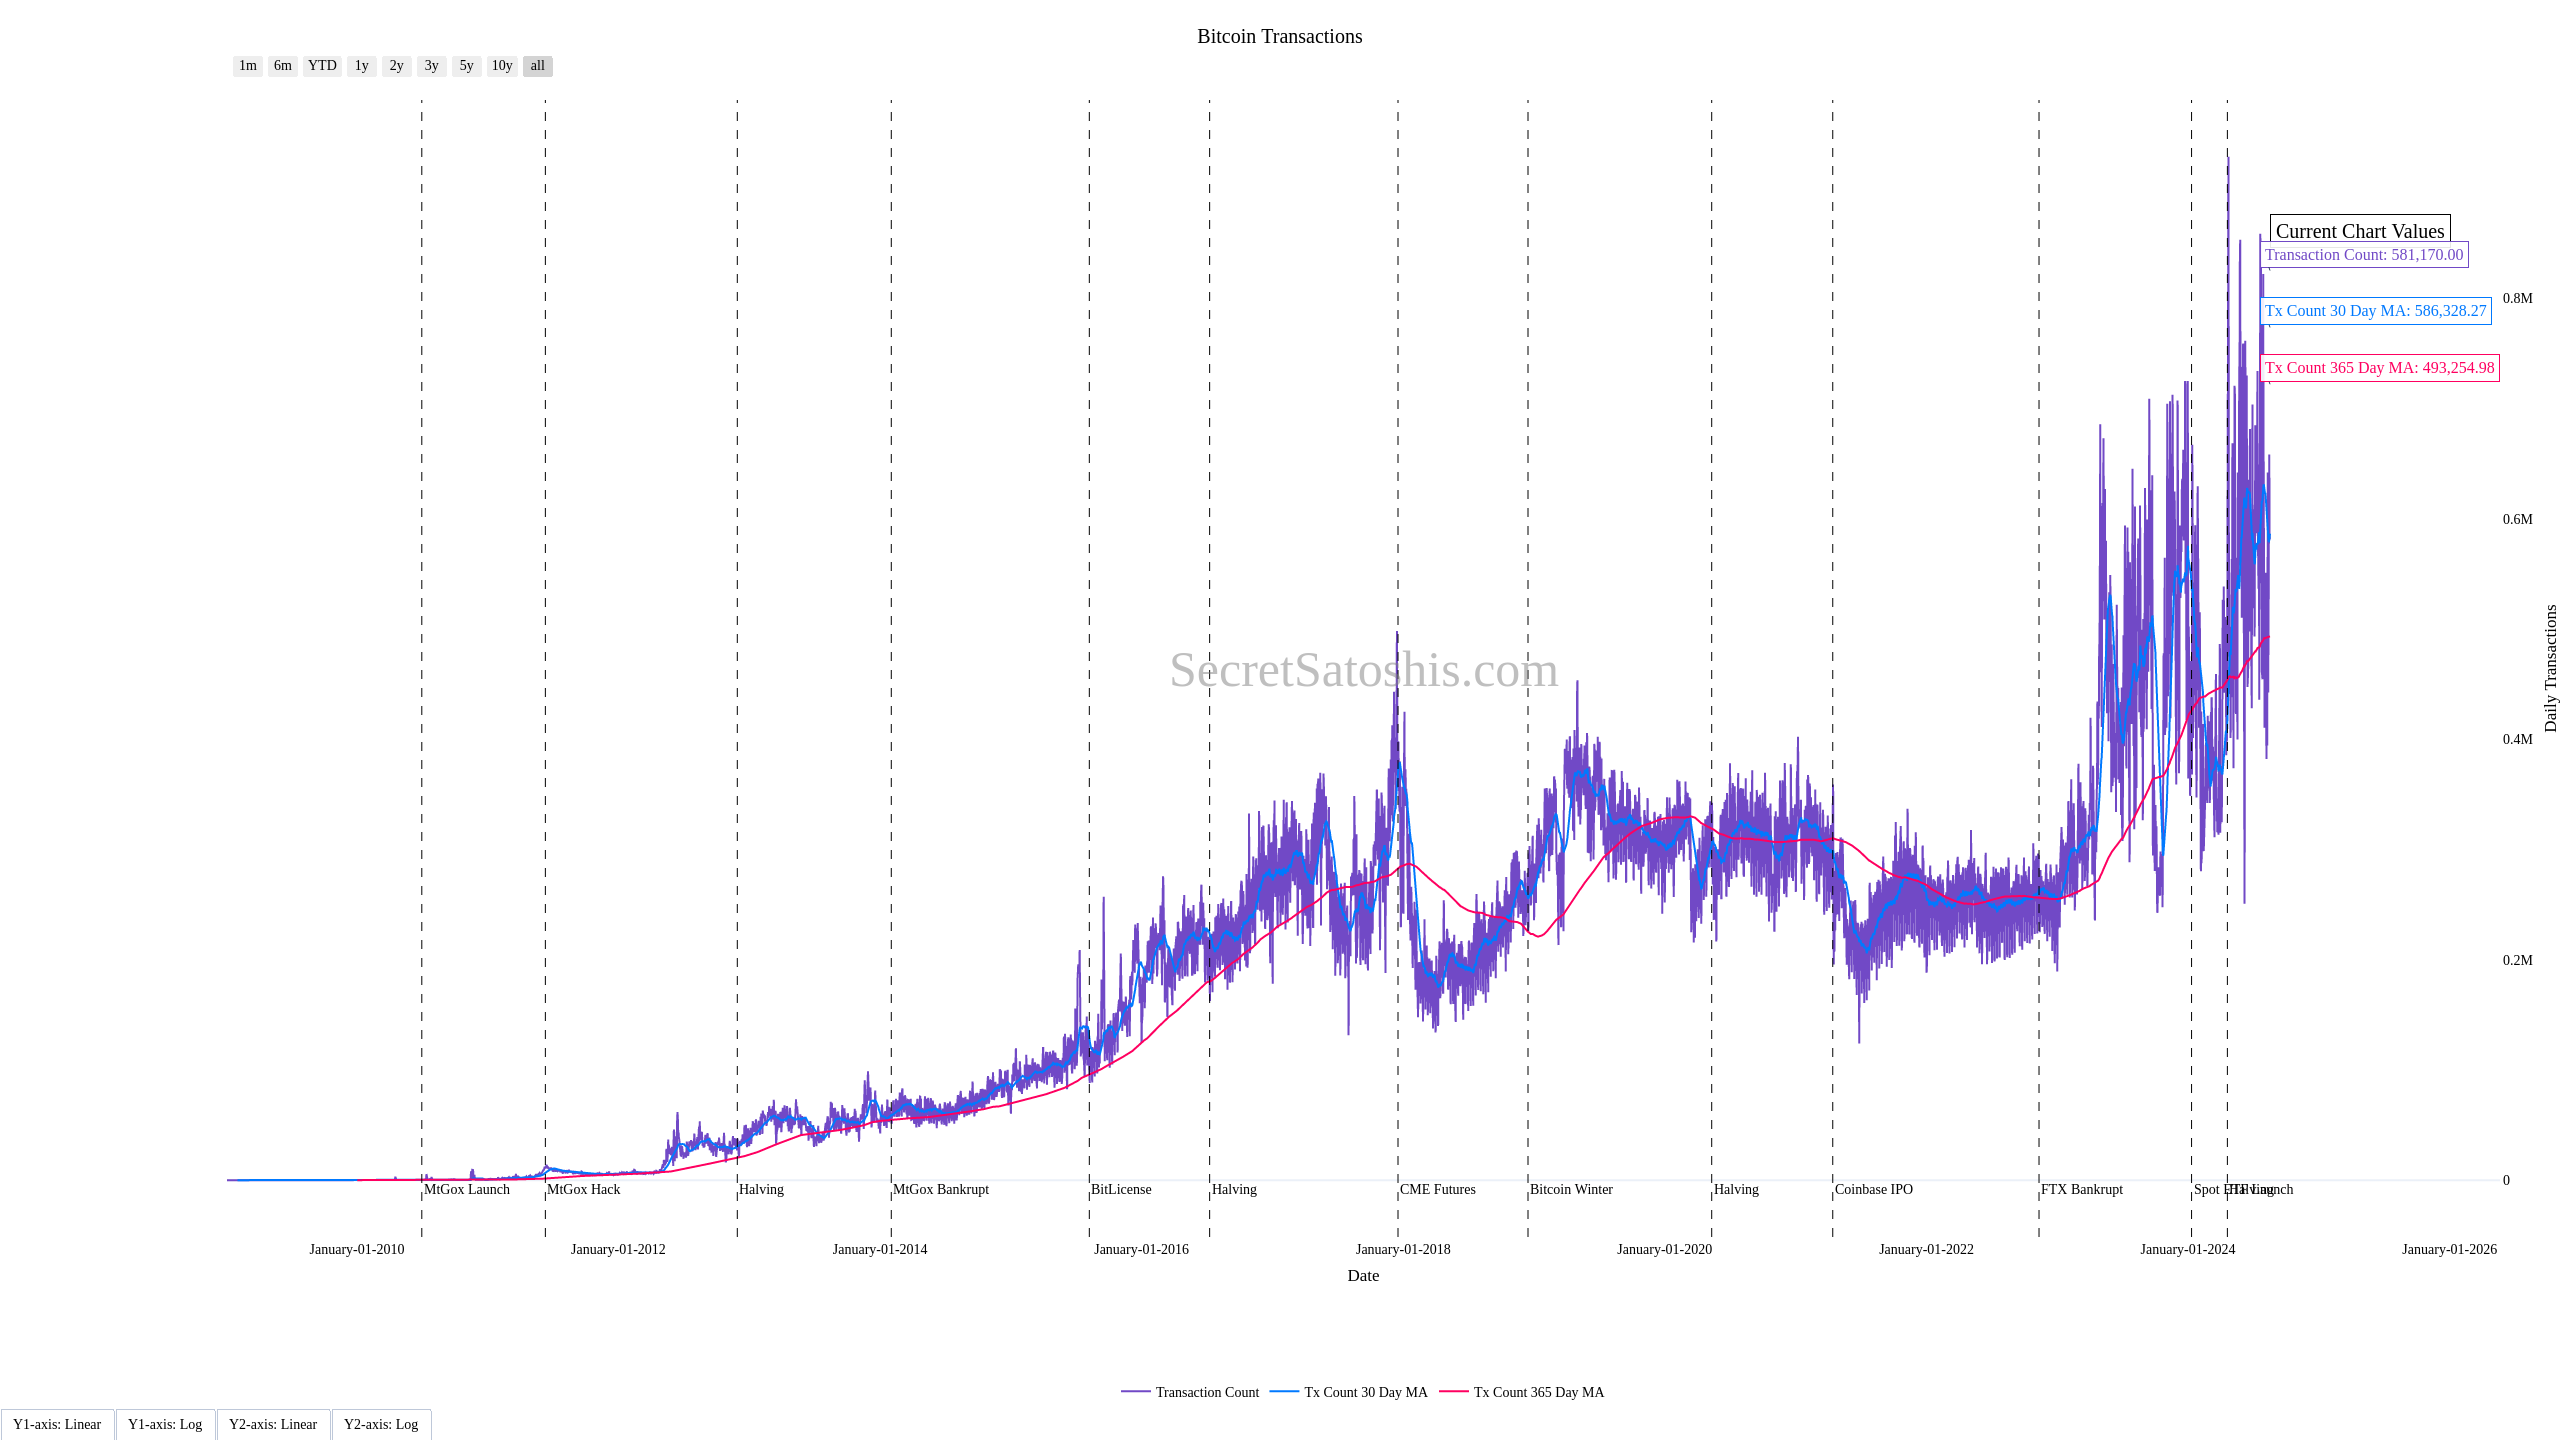 Bitcoin Transactions
1m 6m YTD 1y 2y 3y 5y 10y all
Current Chart Values
Transaction Count: 581,170.00
Tx Count 30 Day MA: 586,328.27
Tx Count 365 Day MA: 493,254.98
0.8M
0.6M
0.4M
0.2M
0
Daily Transactions
SecretSatoshis.com
MtGox Launch MtGox Hack Halving MtGox Bankrupt BitLicense Halving CME Futures Bitcoin Winter Halving Coinbase IPO FTX Bankrupt Spot ETF Launch Halving
January-01-2010 January-01-2012 January-01-2014 January-01-2016 January-01-2018 January-01-2020 January-01-2022 January-01-2024 January-01-2026
Date
Transaction Count Tx Count 30 Day MA Tx Count 365 Day MA
Y1-axis: Linear Y1-axis: Log Y2-axis: Linear Y2-axis: Log